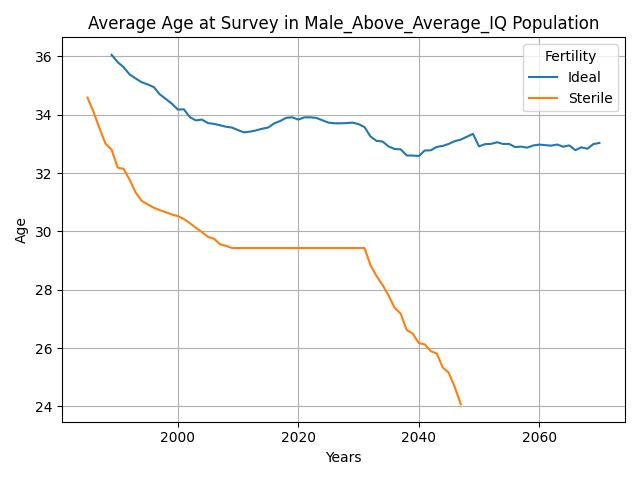 Average Age at Survey in Male_Above_Average_IQ Population
Fertility
Ideal
Sterile
Age
36
34
32
30
28
26
24
2000
2020
2040
2060
Years